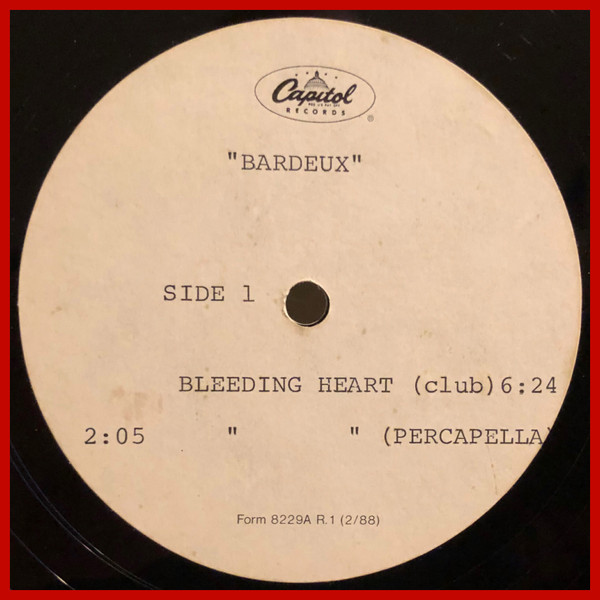 Capitol
RECORDS
®
"BARDEUX"
SIDE 1
BLEEDING HEART (club)6:24
2:05 " " (PERCAPELLA)
Form 8229A R.1 (2/88)